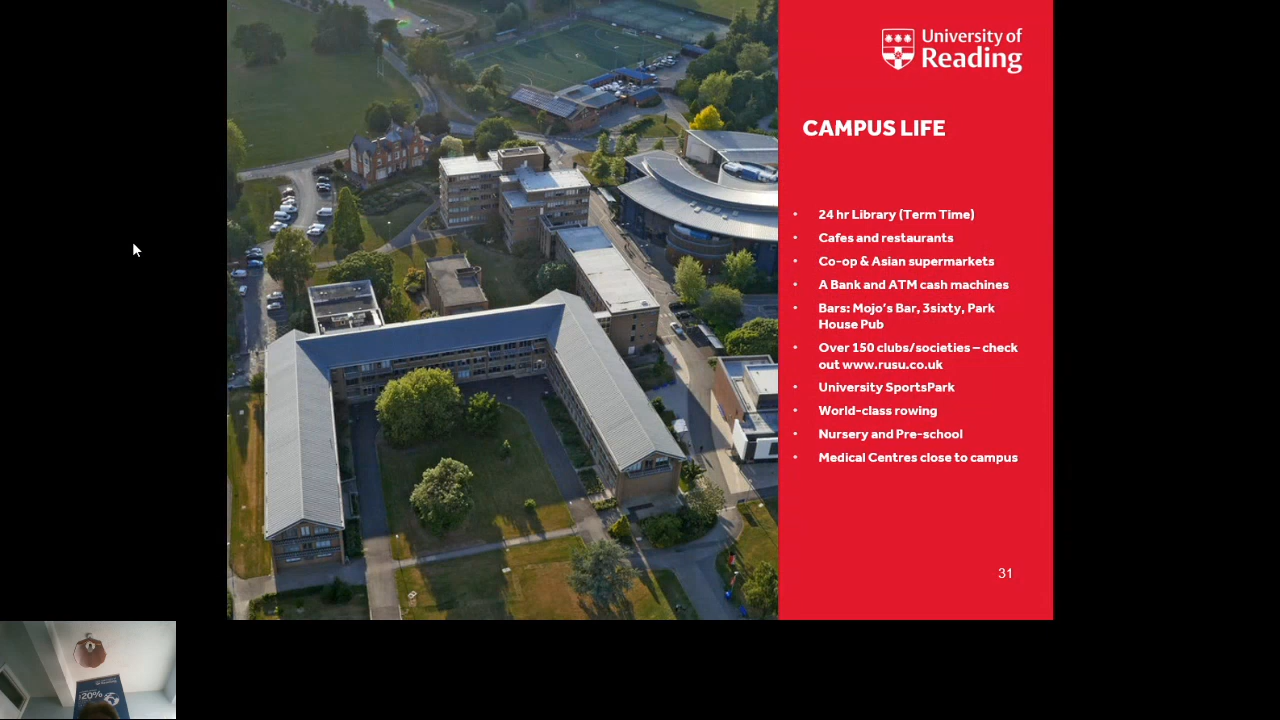 University of
Reading
CAMPUS LIFE
• 24 hr Library (Term Time)
• Cafes and restaurants
• Co-op & Asian supermarkets
• A Bank and ATM cash machines
• Bars: Mojo's Bar, 3sixty, Park
House Pub
• Over 150 clubs/societies – check
out www.rusu.co.uk
• University SportsPark
• World-class rowing
• Nursery and Pre-school
• Medical Centres close to campus
31
20%